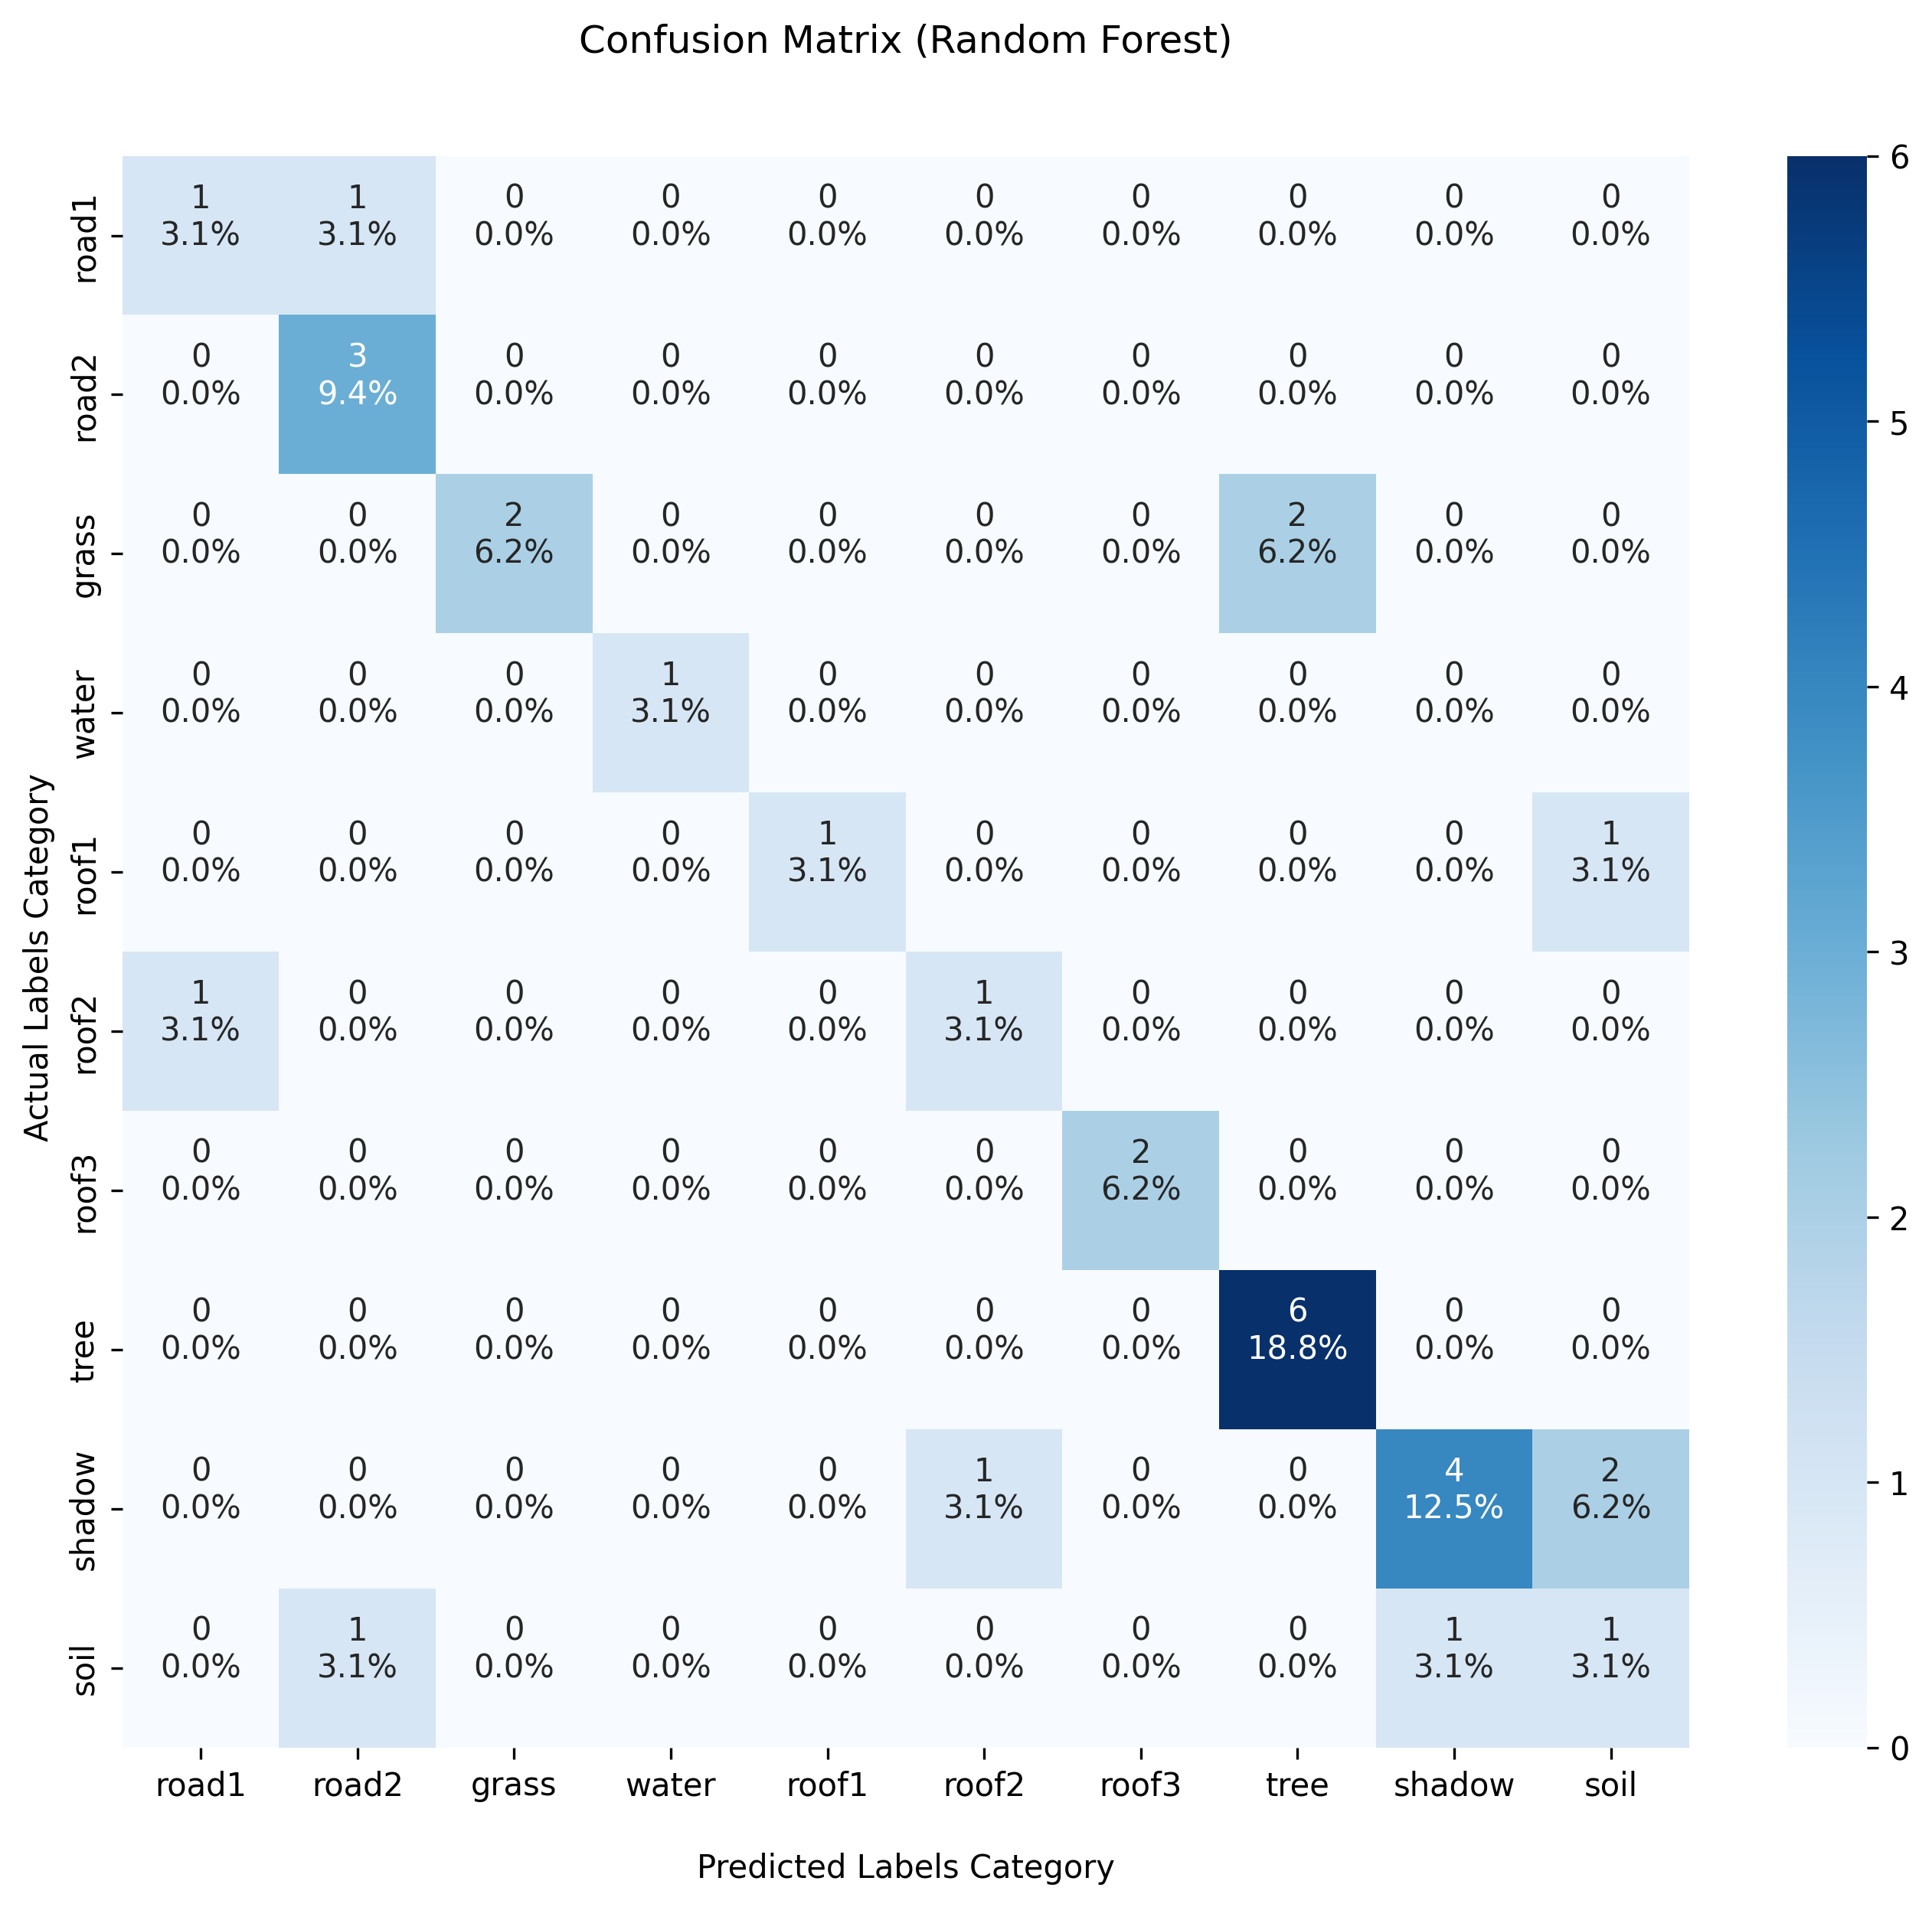 Confusion Matrix (Random Forest)
Actual Labels Category
road1
1 1 0 0 0 0 0 0 0 0
3.1% 3.1% 0.0% 0.0% 0.0% 0.0% 0.0% 0.0% 0.0% 0.0%
road2
0 3 0 0 0 0 0 0 0 0
0.0% 9.4% 0.0% 0.0% 0.0% 0.0% 0.0% 0.0% 0.0% 0.0%
grass
0 0 2 0 0 0 0 2 0 0
0.0% 0.0% 6.2% 0.0% 0.0% 0.0% 0.0% 6.2% 0.0% 0.0%
water
0 0 0 1 0 0 0 0 0 0
0.0% 0.0% 0.0% 3.1% 0.0% 0.0% 0.0% 0.0% 0.0% 0.0%
roof1
0 0 0 0 1 0 0 0 0 1
0.0% 0.0% 0.0% 0.0% 3.1% 0.0% 0.0% 0.0% 0.0% 3.1%
roof2
1 0 0 0 0 1 0 0 0 0
3.1% 0.0% 0.0% 0.0% 0.0% 3.1% 0.0% 0.0% 0.0% 0.0%
roof3
0 0 0 0 0 0 2 0 0 0
0.0% 0.0% 0.0% 0.0% 0.0% 0.0% 6.2% 0.0% 0.0% 0.0%
tree
0 0 0 0 0 0 0 6 0 0
0.0% 0.0% 0.0% 0.0% 0.0% 0.0% 0.0% 18.8% 0.0% 0.0%
shadow
0 0 0 0 0 1 0 0 4 2
0.0% 0.0% 0.0% 0.0% 0.0% 3.1% 0.0% 0.0% 12.5% 6.2%
soil
0 1 0 0 0 0 0 0 1 1
0.0% 3.1% 0.0% 0.0% 0.0% 0.0% 0.0% 0.0% 3.1% 3.1%
road1 road2 grass water roof1 roof2 roof3 tree shadow soil
Predicted Labels Category
6
5
4
3
2
1
0